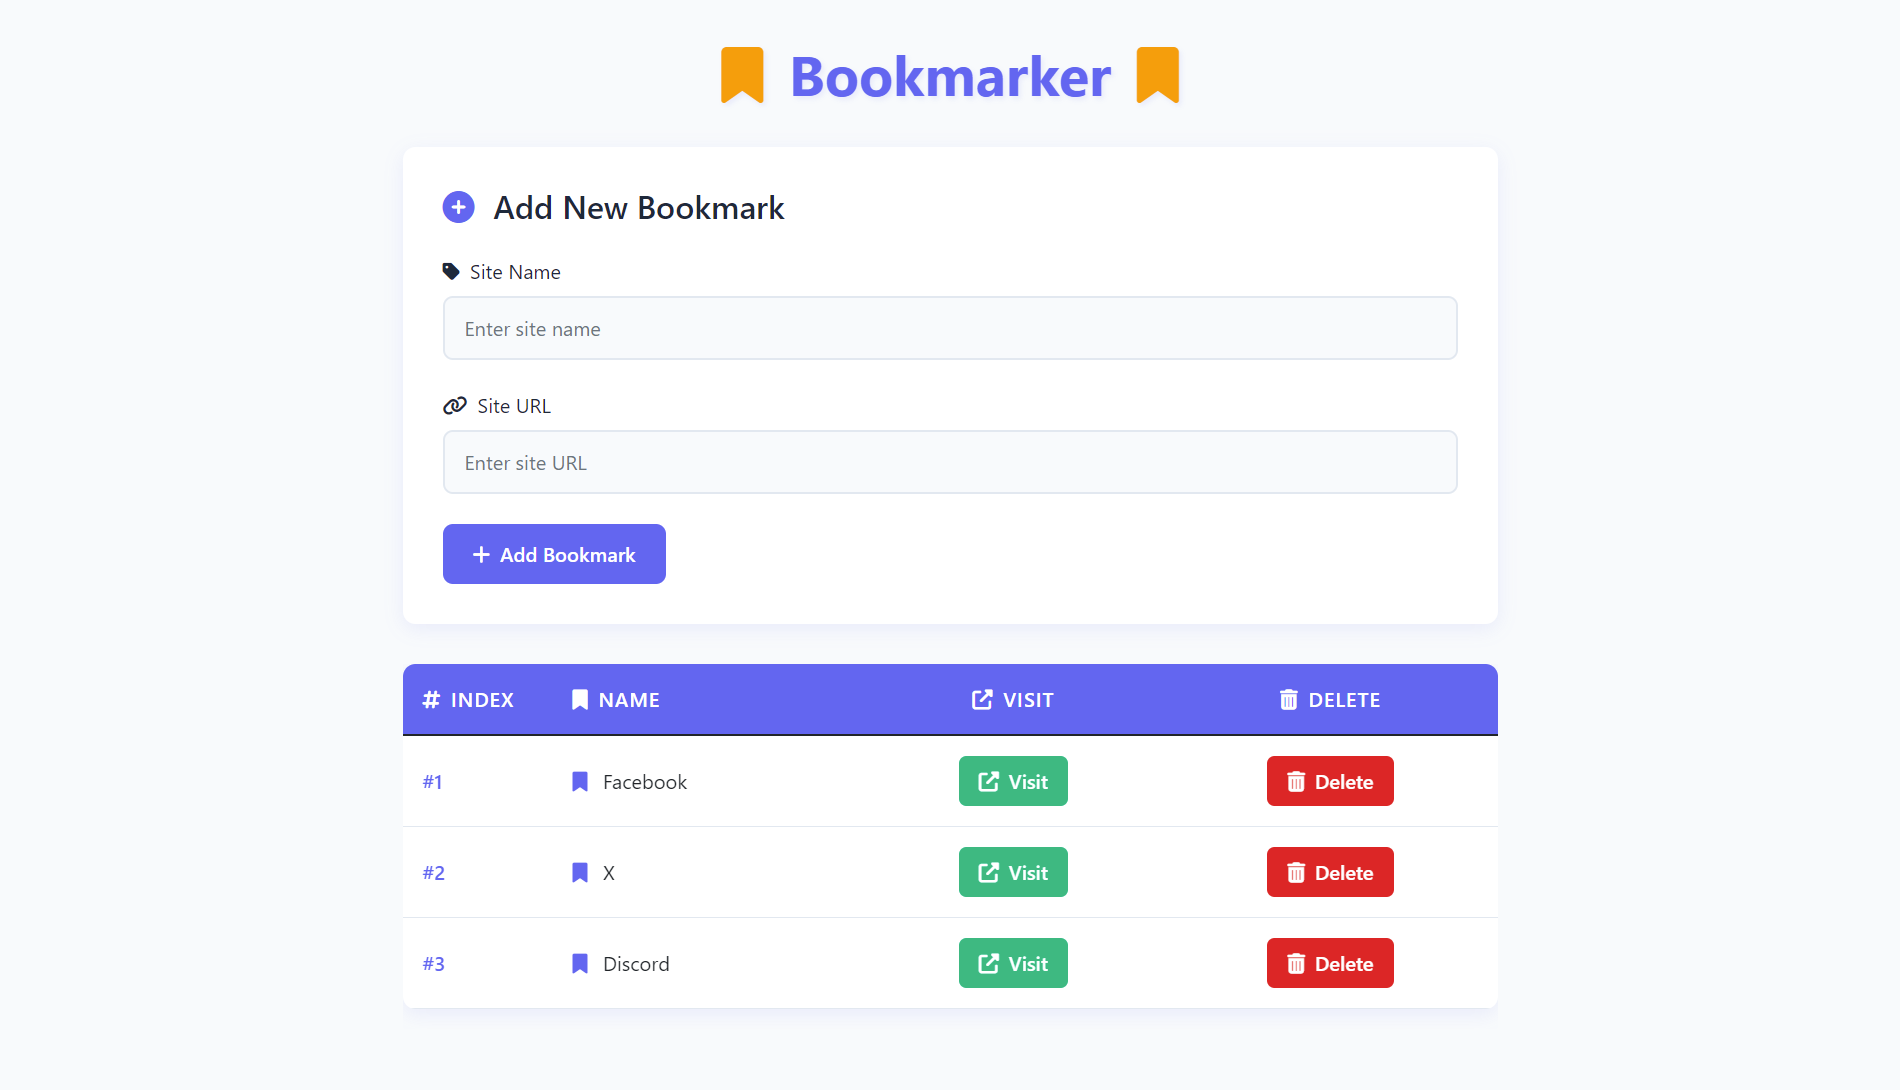 Bookmarker
Add New Bookmark
Site Name
Enter site name
Site URL
Enter site URL
+ Add Bookmark
# INDEX NAME VISIT DELETE
#1 Facebook Visit Delete
#2 X Visit Delete
#3 Discord Visit Delete